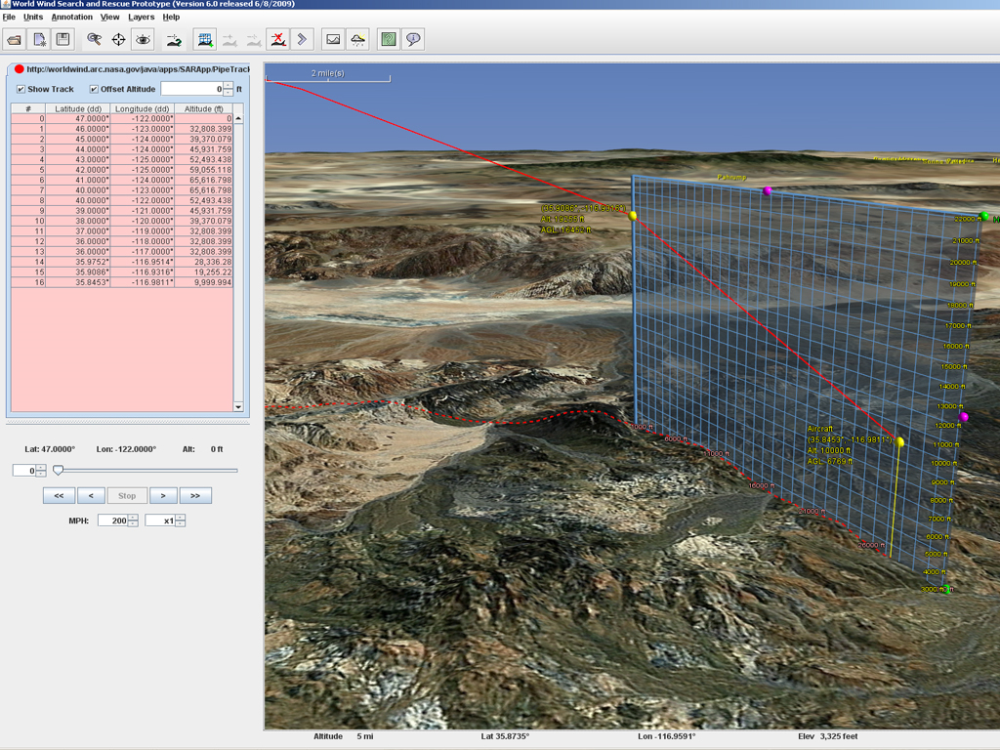 World Wind Search and Rescue Prototype (Version 6.0 released 6/8/2009)
File Units Annotation View Layers Help
http://worldwind.arc.nasa.gov/java/apps/SARApp/PipeTrack
Show Track Offset Altitude 0 ft
# Latitude (dd) Longitude (dd) Altitude (ft)
0 47.0000° -122.0000° 0
1 46.0000° -123.0000° 32,808.399
2 45.0000° -124.0000° 39,370.079
3 44.0000° -124.0000° 45,931.759
4 43.0000° -125.0000° 52,493.438
5 42.0000° -125.0000° 59,055.118
6 41.0000° -124.0000° 65,616.798
7 40.0000° -123.0000° 65,616.798
8 40.0000° -122.0000° 52,493.438
9 39.0000° -121.0000° 45,931.759
10 38.0000° -120.0000° 39,370.079
11 37.0000° -119.0000° 32,808.399
12 36.0000° -118.0000° 32,808.399
13 36.0000° -117.0000° 32,808.399
14 35.9752° -116.9514° 28,336.28
15 35.9086° -116.9316° 19,255.22
16 35.8453° -116.9811° 9,999.994
Lat: 47.0000° Lon: -122.0000° Alt: 0 ft
0
<< < Stop > >>
MPH: 200 x1
2 mile(s)
Pahrump
(35.9086°, -116.9316°)
AGL: 16452 ft
22000 ft
21000 ft
20000 ft
19000 ft
18000 ft
17000 ft
16000 ft
15000 ft
14000 ft
13000 ft
12000 ft
11000 ft
10000 ft
9000 ft
8000 ft
7000 ft
6000 ft
5000 ft
4000 ft
3000 ft
Aircraft
(35.8453°, -116.9811°)
Alt: 10000 ft
AGL: 6769 ft
6000 ft
11000 ft
16000 ft
21000 ft
26000 ft
Altitude 5 mi Lat 35.8735° Lon -116.9591° Elev 3,325 feet